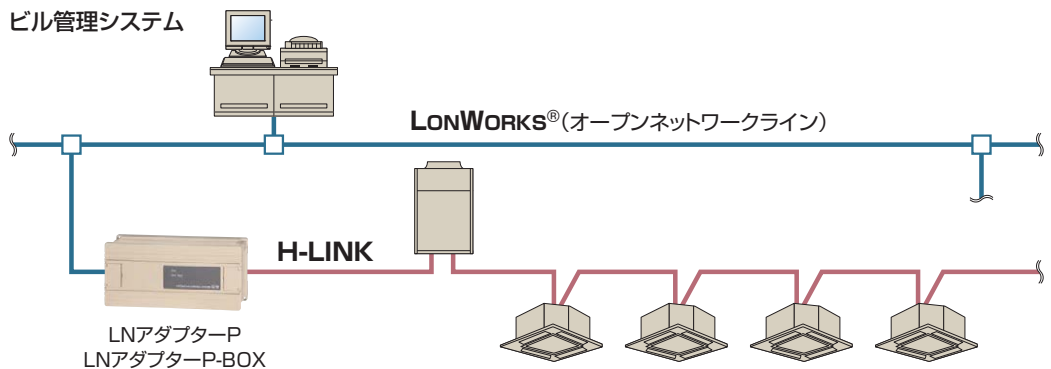 ビル管理システム
LONWORKS®(オープンネットワークライン)
H-LINK
LNアダプターP
LNアダプターP-BOX